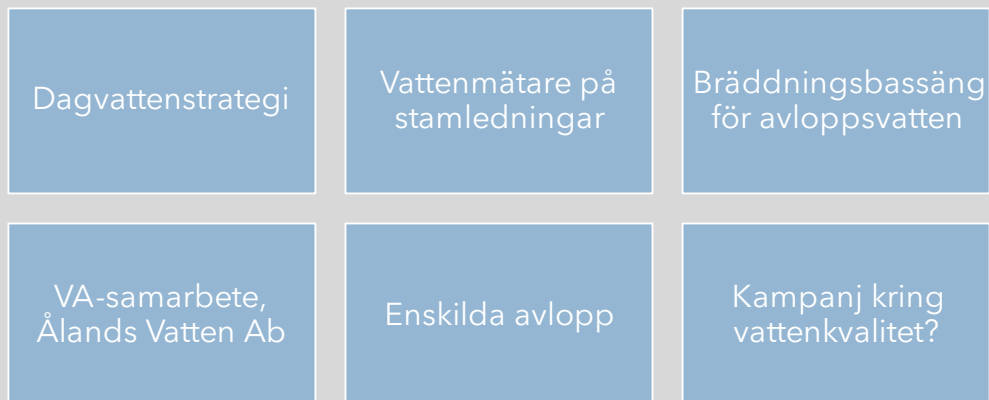 Dagvattenstrategi
Vattenmätare på
stamledningar
Bräddningsbassäng
för avloppsvatten
VA-samarbete,
Ålands Vatten Ab
Enskilda avlopp
Kampanj kring
vattenkvalitet?